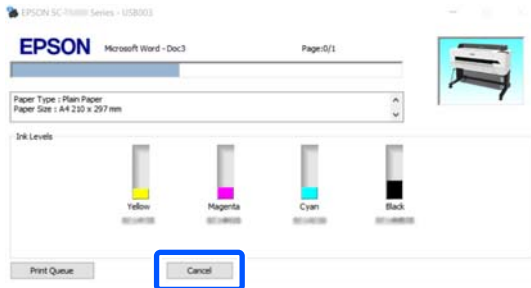 EPSON SC- Series - USB003
EPSON Microsoft Word - Doc3 Page:0/1
Paper Type : Plain Paper
Paper Size : A4 210 x 297 mm
Ink Levels
Yellow Magenta Cyan Black
Print Queue Cancel